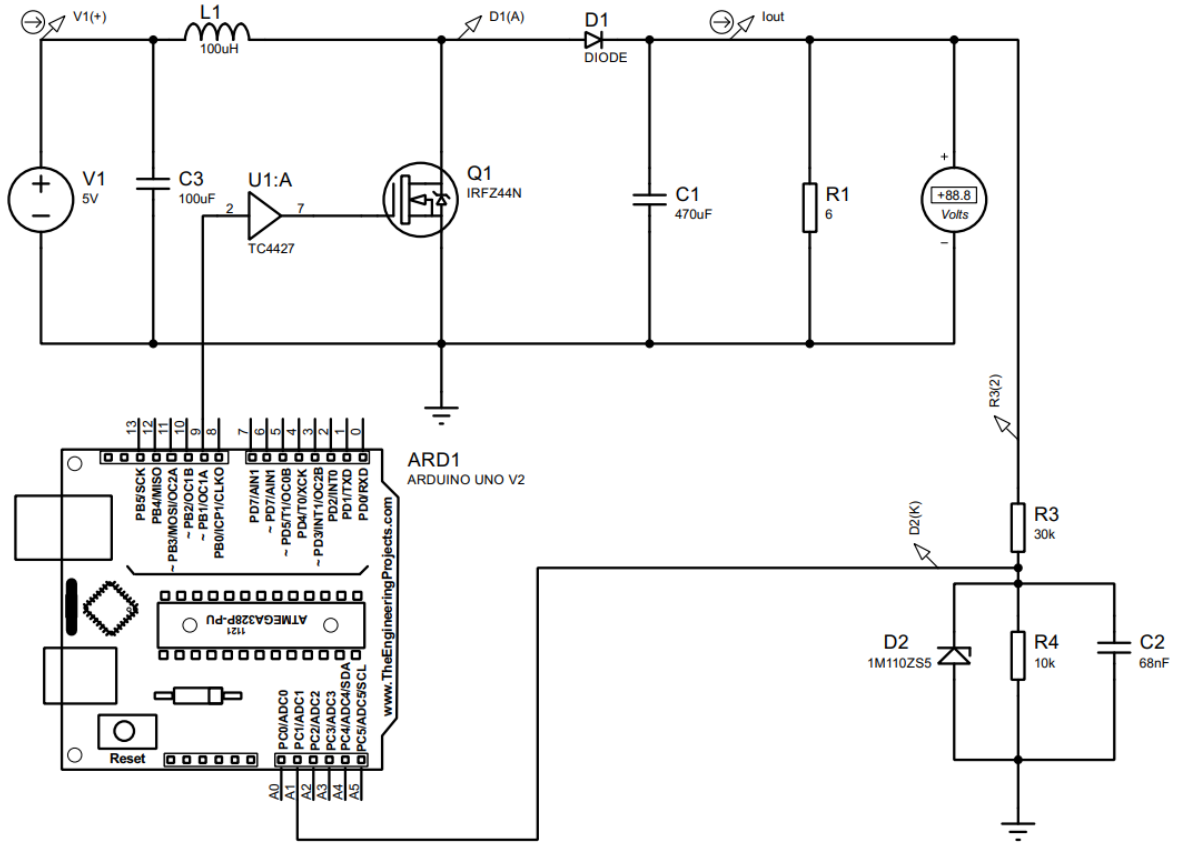 V1(+)
L1
100uH
D1(A)
D1
DIODE
Iout
V1
5V
C3
100uF
U1:A
2
7
TC4427
Q1
IRFZ44N
C1
470uF
R1
6
+88.8
Volts
R3(2)
13
12
11
10
9
8
7
6
5
4
3
2
1
0
ARD1
ARDUINO UNO V2
PB5/SCK
PB4/MISO
~ PB3/MOSI/OC2A
~ PB2/OC1B
~ PB1/OC1A
PB0/ICP1/CLKO
PD7/AIN1
~ PD7/AIN1
~ PD5/T1/OC0B
PD4/T0/XCK
~ PD3/INT1/OC2B
PD2/INT0
PD1/TXD
PD0/RXD
www.TheEngineeringProjects.com
ATMEGA328P-PU
1121
D2(K)
R3
30k
D2
1M110ZS5
R4
10k
C2
68nF
Reset
PC0/ADC0
PC1/ADC1
PC2/ADC2
PC3/ADC3
PC4/ADC4/SDA
PC5/ADC5/SCL
A0
A1
A2
A3
A4
A5